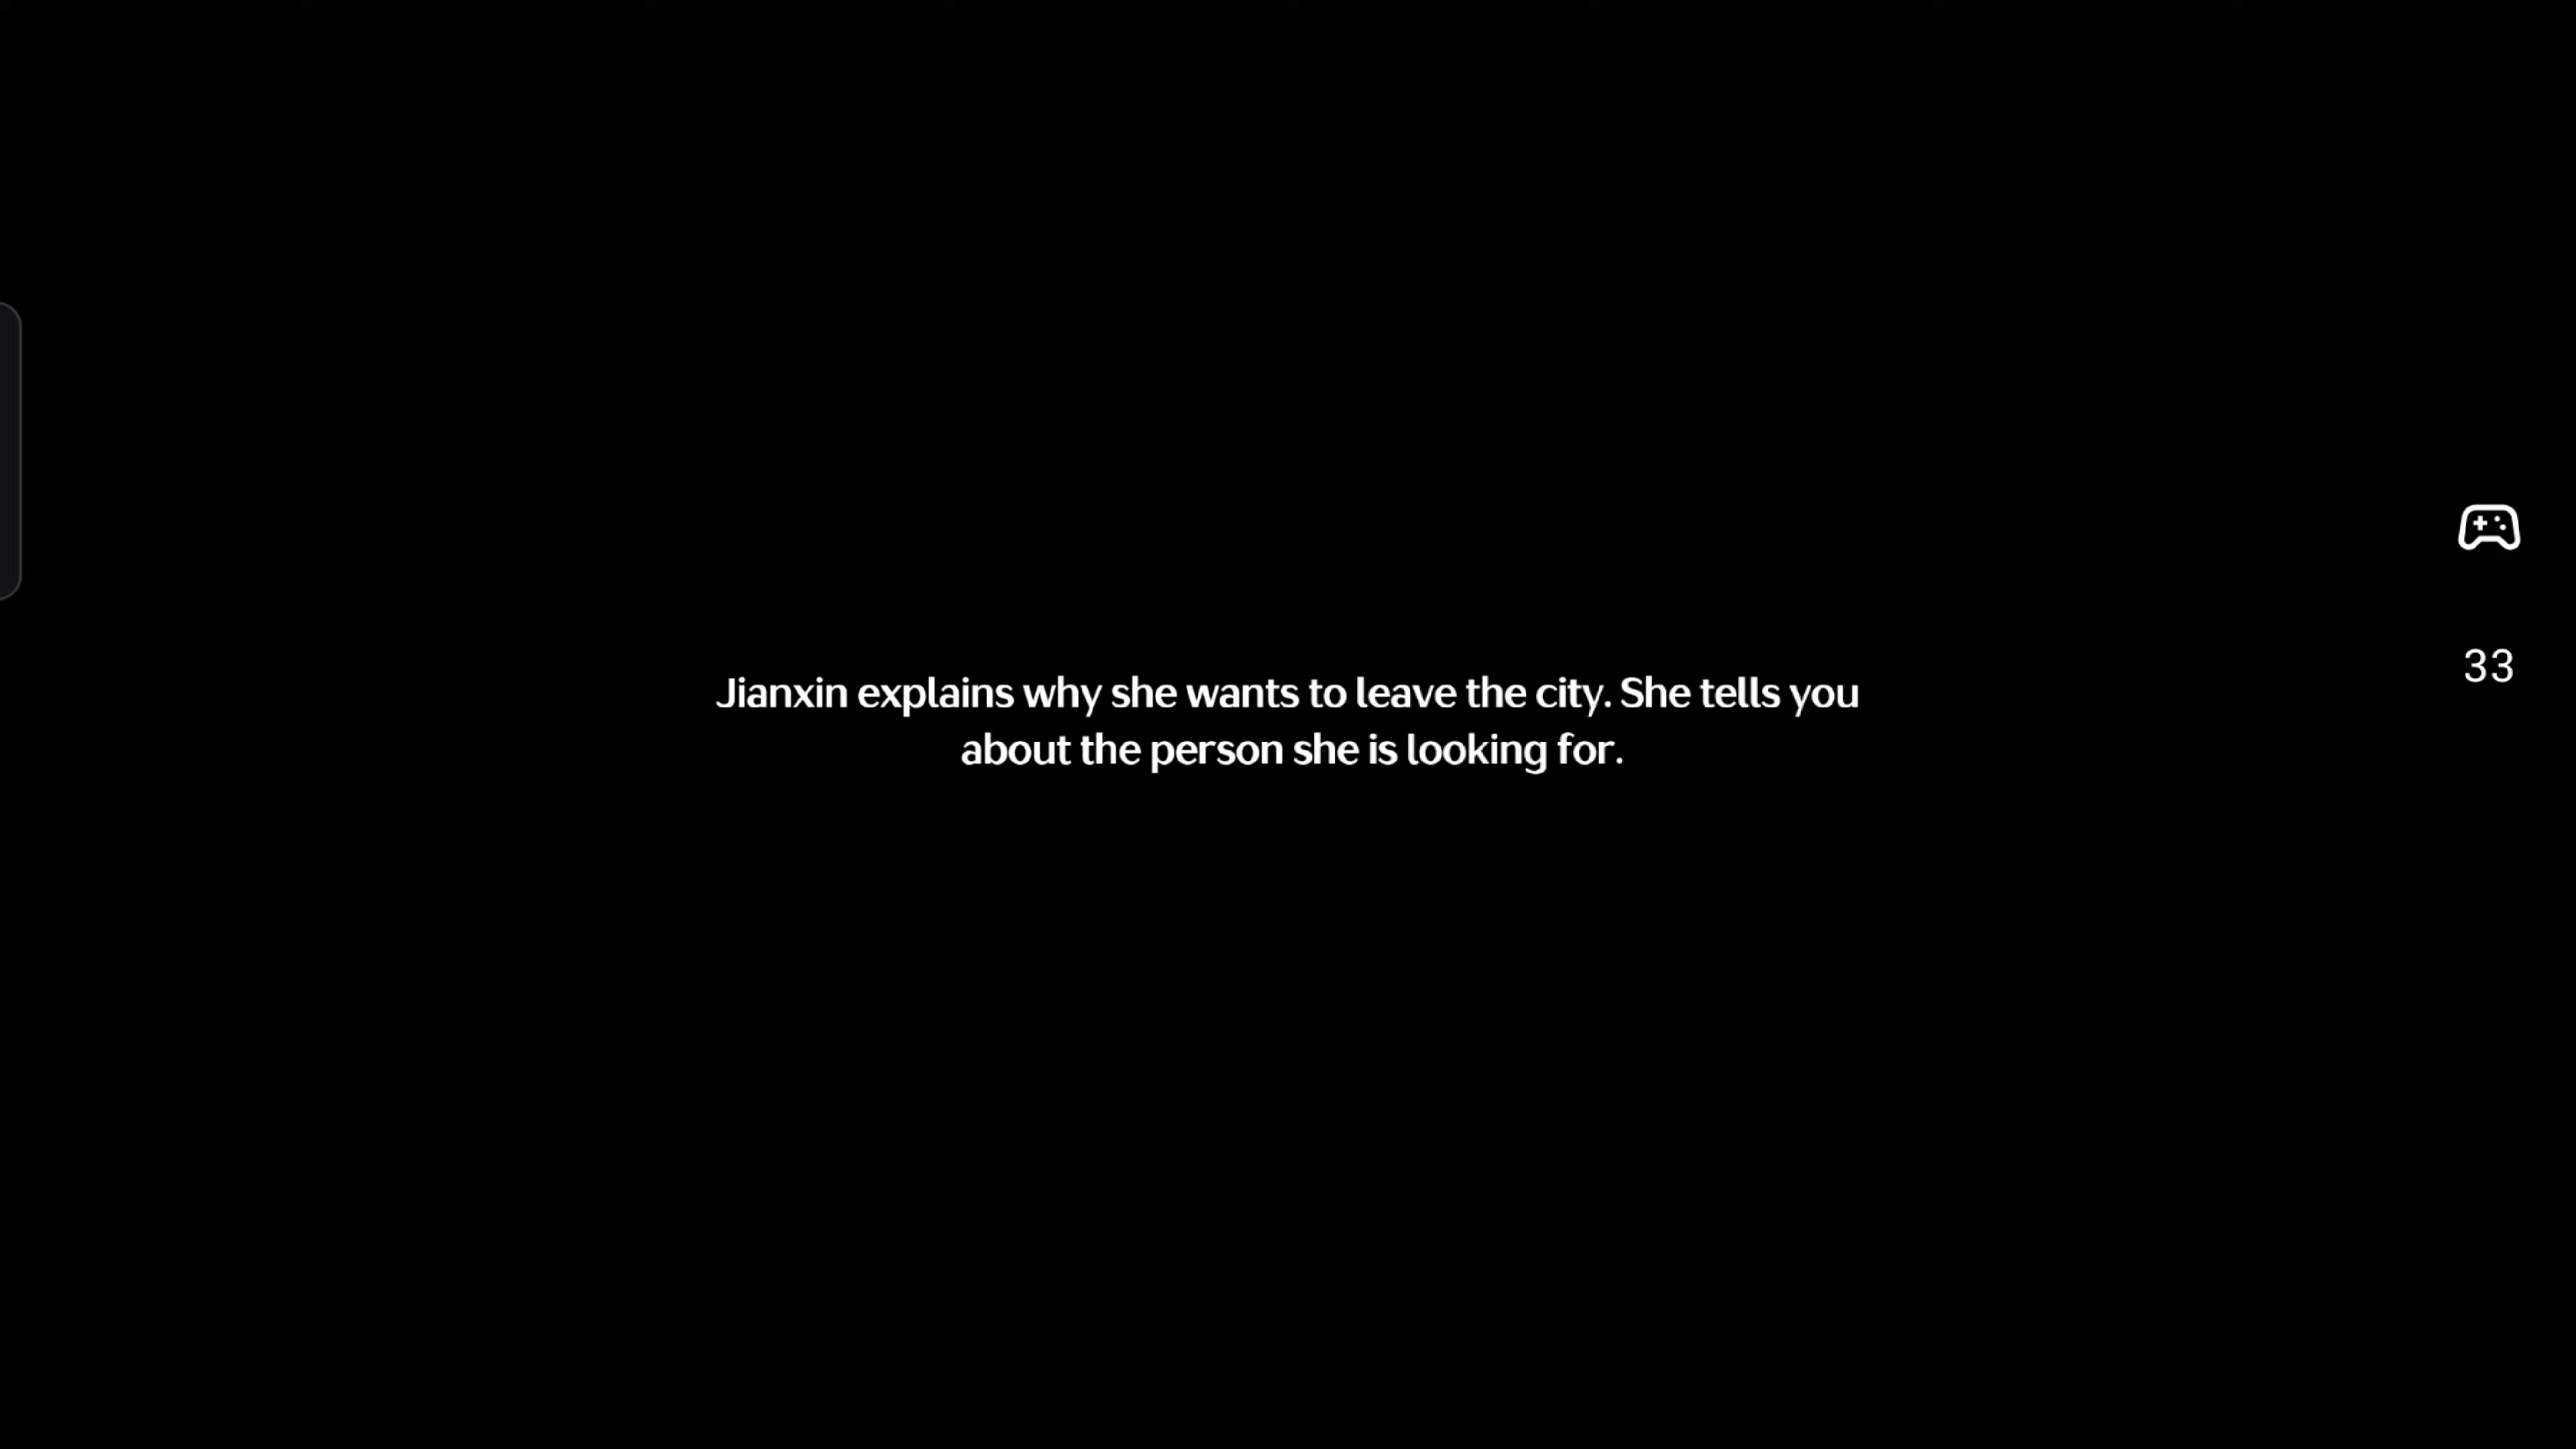 Jianxin explains why she wants to leave the city. She tells you
about the person she is looking for.
33